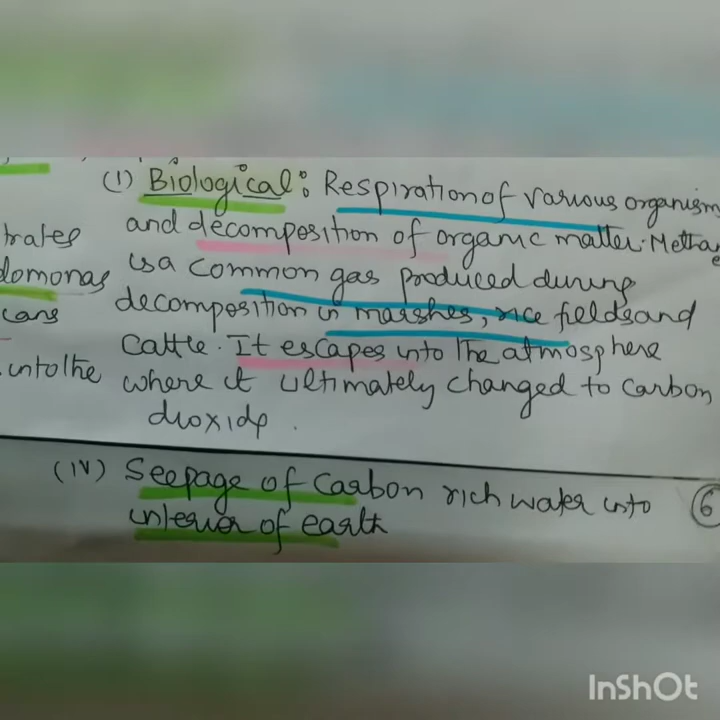 (1) Biological: Respiration of various organism
and decomposition of organic matter. Methane
is a common gas produced during
decomposition in marshes, rice fields and
cattle. It escapes into the atmosphere
where it ultimately changed to carbon
dioxide.
trates
domonas
cans
into the
(IV) Seepage of carbon rich water into
interior of earth
6
InShOt